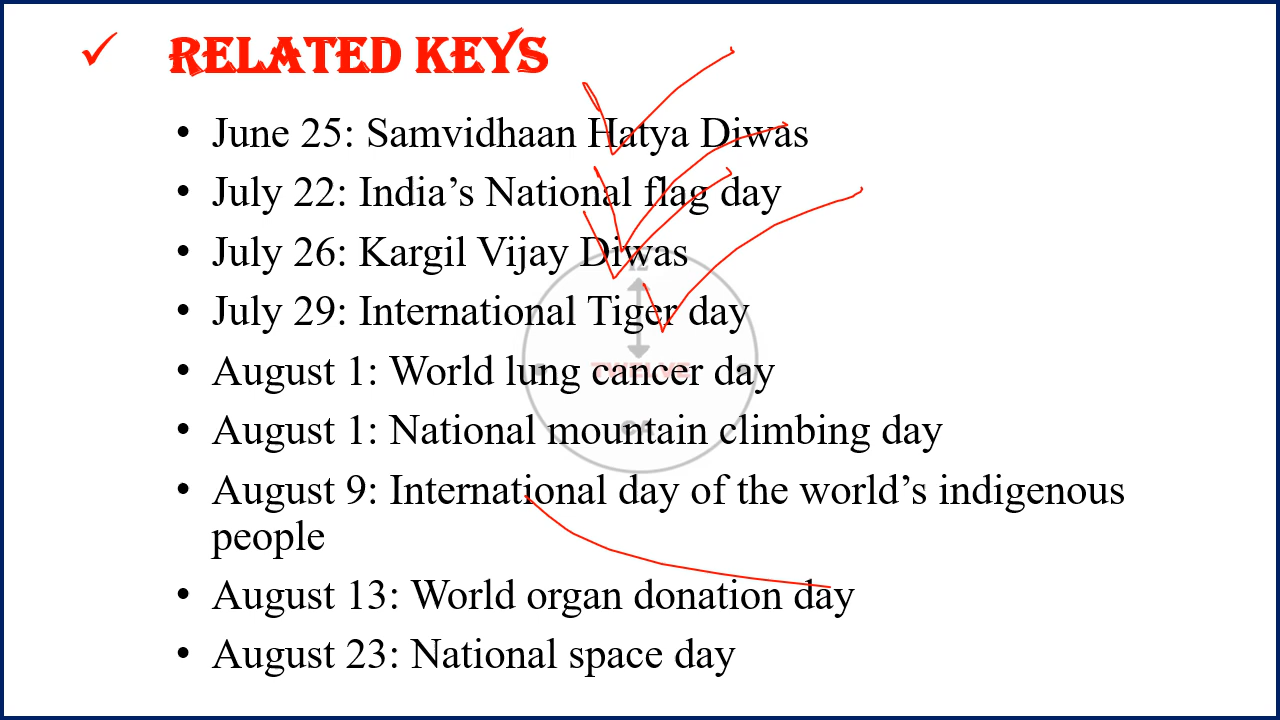 ✓ RELATED KEYS
• June 25: Samvidhaan Hatya Diwas
• July 22: India's National flag day
• July 26: Kargil Vijay Diwas
• July 29: International Tiger day
• August 1: World lung cancer day
• August 1: National mountain climbing day
• August 9: International day of the world's indigenous
people
• August 13: World organ donation day
• August 23: National space day
12
TWELVE